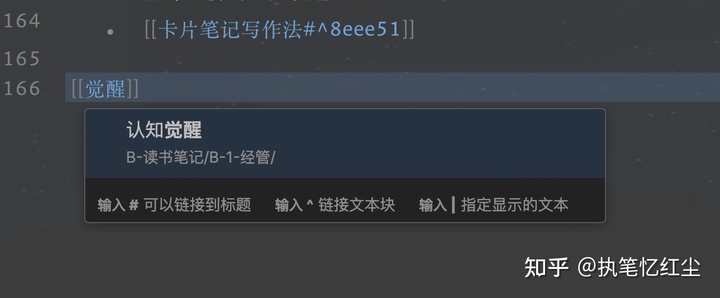 164 • [[卡片笔记写作法#^8eee51]]
165
166 [[觉醒]]
认知觉醒
B-读书笔记/B-1-经管/
输入 # 可以链接到标题 输入 ^ 链接文本块 输入 | 指定显示的文本
知乎 @执笔忆红尘